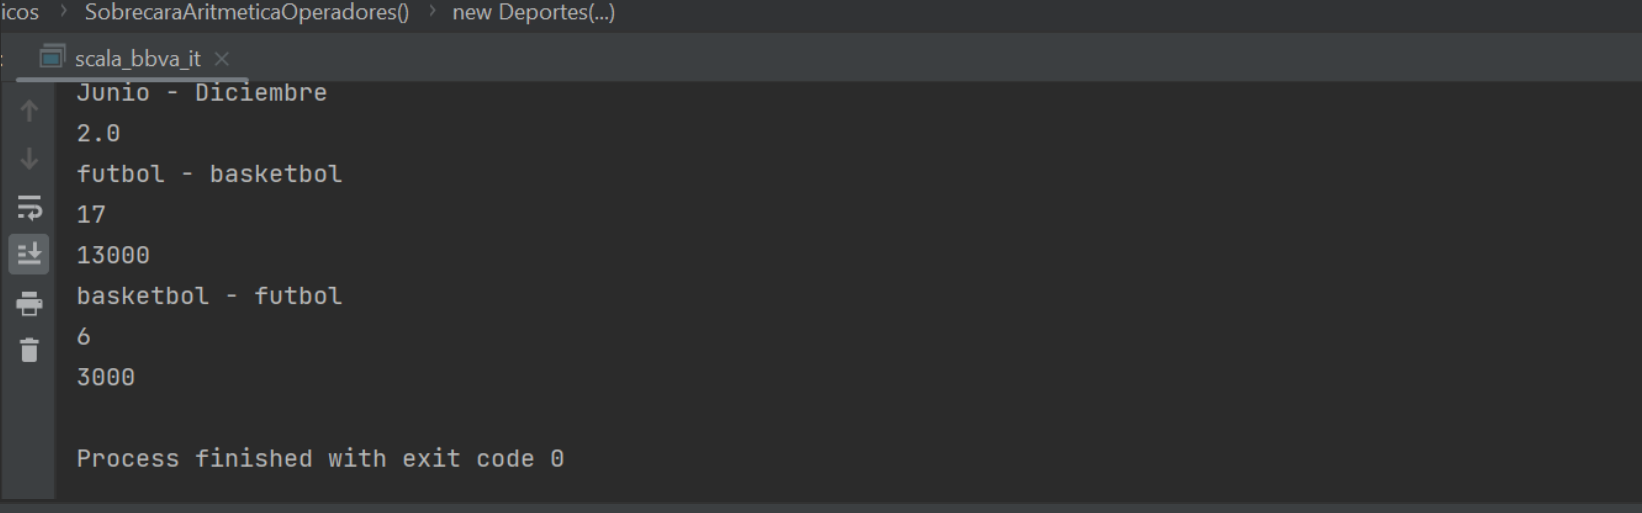 icos > SobrecaraAritmeticaOperadores() > new Deportes(...)
: scala_bbva_it ×
Junio - Diciembre
2.0
futbol - basketbol
17
13000
basketbol - futbol
6
3000
Process finished with exit code 0